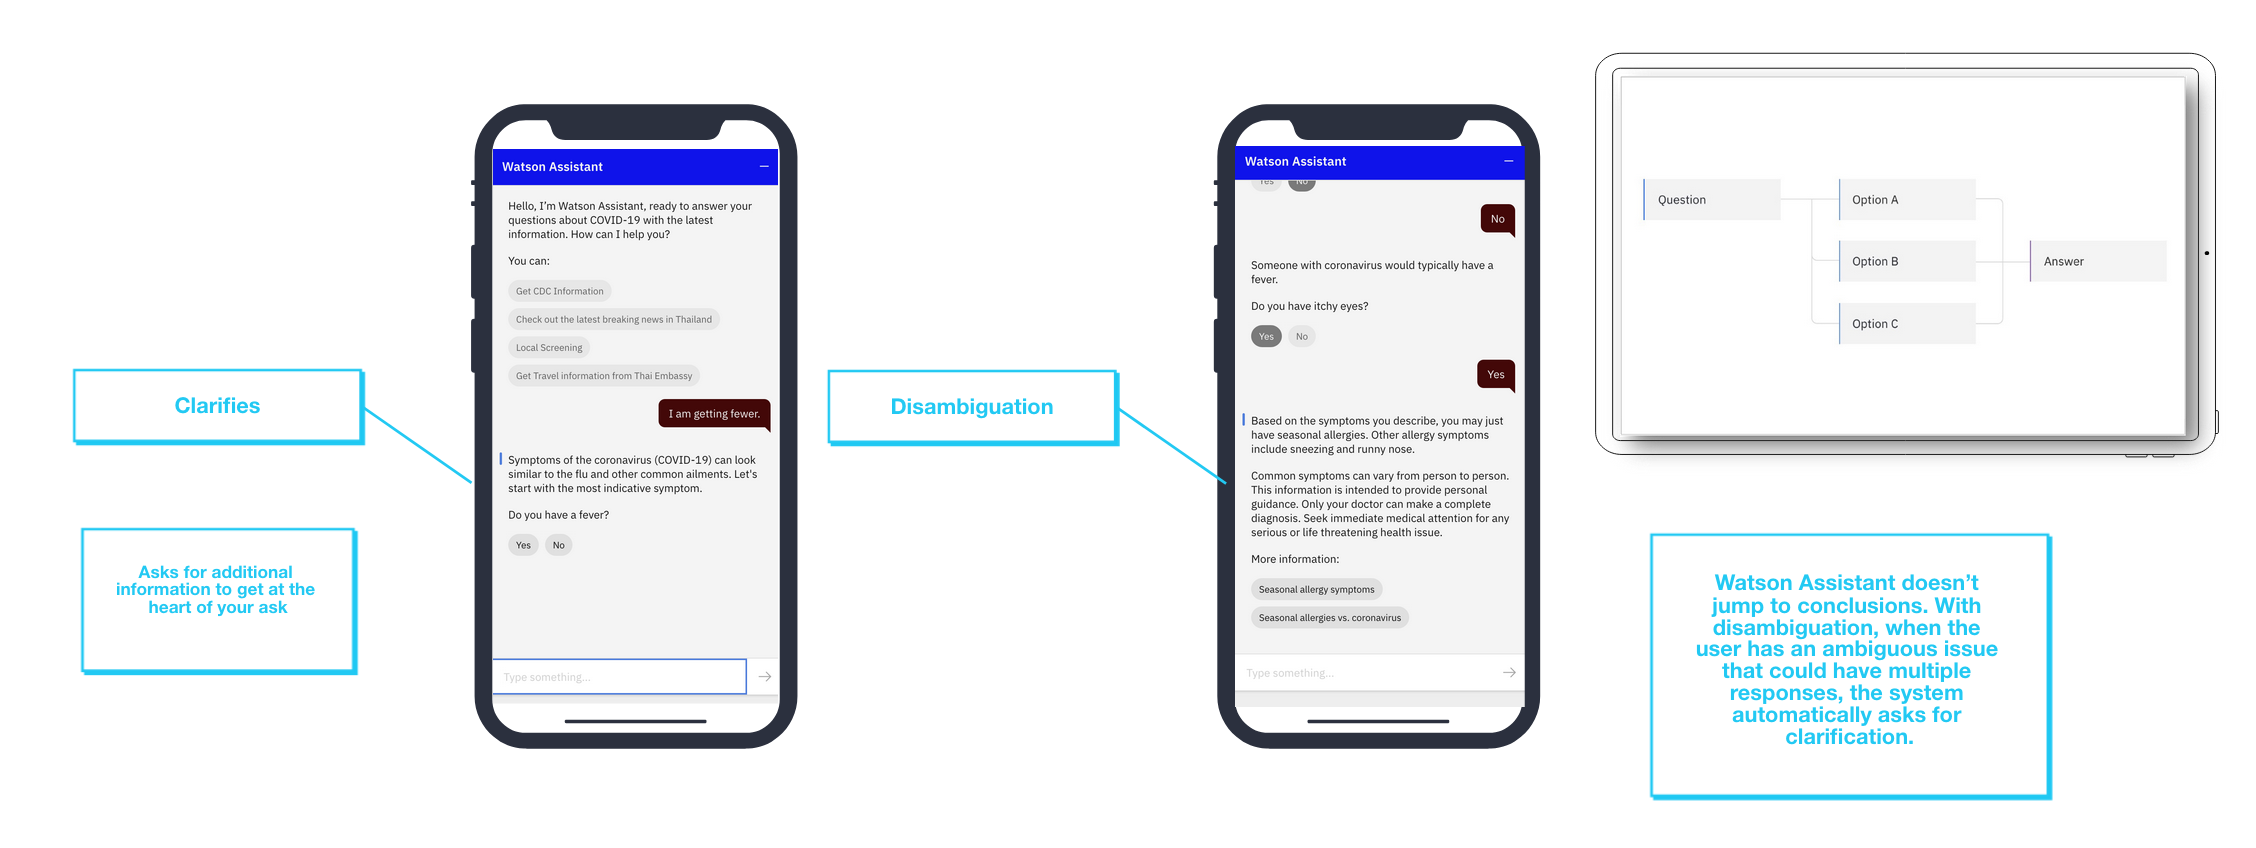 Clarifies
Asks for additional
information to get at the
heart of your ask
Watson Assistant
Hello, I'm Watson Assistant, ready to answer your
questions about COVID-19 with the latest
information. How can I help you?
You can:
Get CDC Information
Check out the latest breaking news in Thailand
Local Screening
Get Travel information from Thai Embassy
I am getting fewer.
Symptoms of the coronavirus (COVID-19) can look
similar to the flu and other common ailments. Let's
start with the most indicative symptom.
Do you have a fever?
Yes No
Type something...
Disambiguation
Watson Assistant
Yes No
No
Someone with coronavirus would typically have a
fever.
Do you have itchy eyes?
Yes No
Yes
Based on the symptoms you describe, you may just
have seasonal allergies. Other allergy symptoms
include sneezing and runny nose.
Common symptoms can vary from person to person.
This information is intended to provide personal
guidance. Only your doctor can make a complete
diagnosis. Seek immediate medical attention for any
serious or life threatening health issue.
More information:
Seasonal allergy symptoms
Seasonal allergies vs. coronavirus
Type something...
Question
Option A
Option B
Option C
Answer
Watson Assistant doesn't
jump to conclusions. With
disambiguation, when the
user has an ambiguous issue
that could have multiple
responses, the system
automatically asks for
clarification.